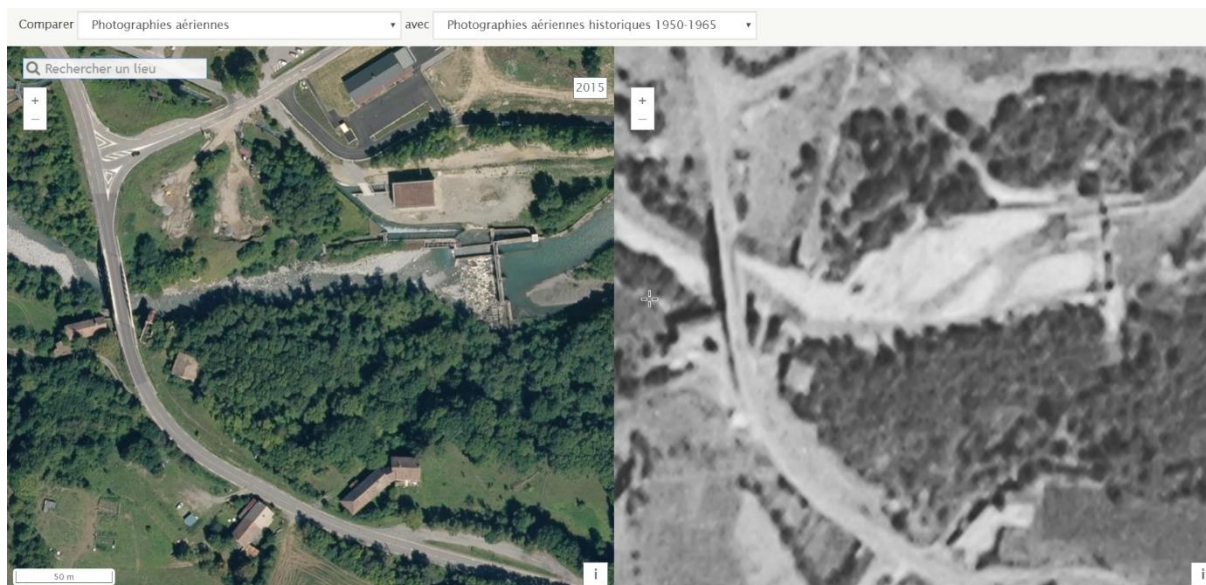 Comparer Photographies aériennes avec Photographies aériennes historiques 1950-1965
Rechercher un lieu
2015
+ +
– –
50 m i i